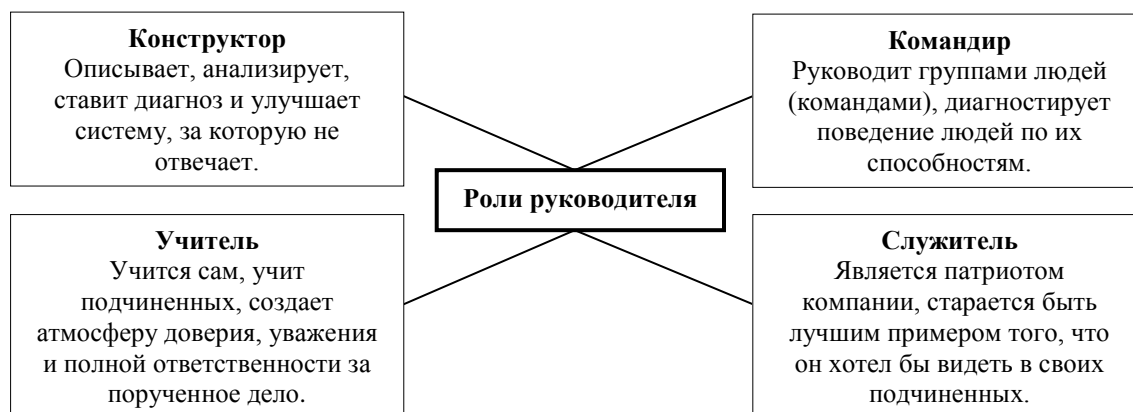 Конструктор
Описывает, анализирует,
ставит диагноз и улучшает
систему, за которую не
отвечает.
Командир
Руководит группами людей
(командами), диагностирует
поведение людей по их
способностям.
Роли руководителя
Учитель
Учится сам, учит
подчиненных, создает
атмосферу доверия, уважения
и полной ответственности за
порученное дело.
Служитель
Является патриотом
компании, старается быть
лучшим примером того, что
он хотел бы видеть в своих
подчиненных.